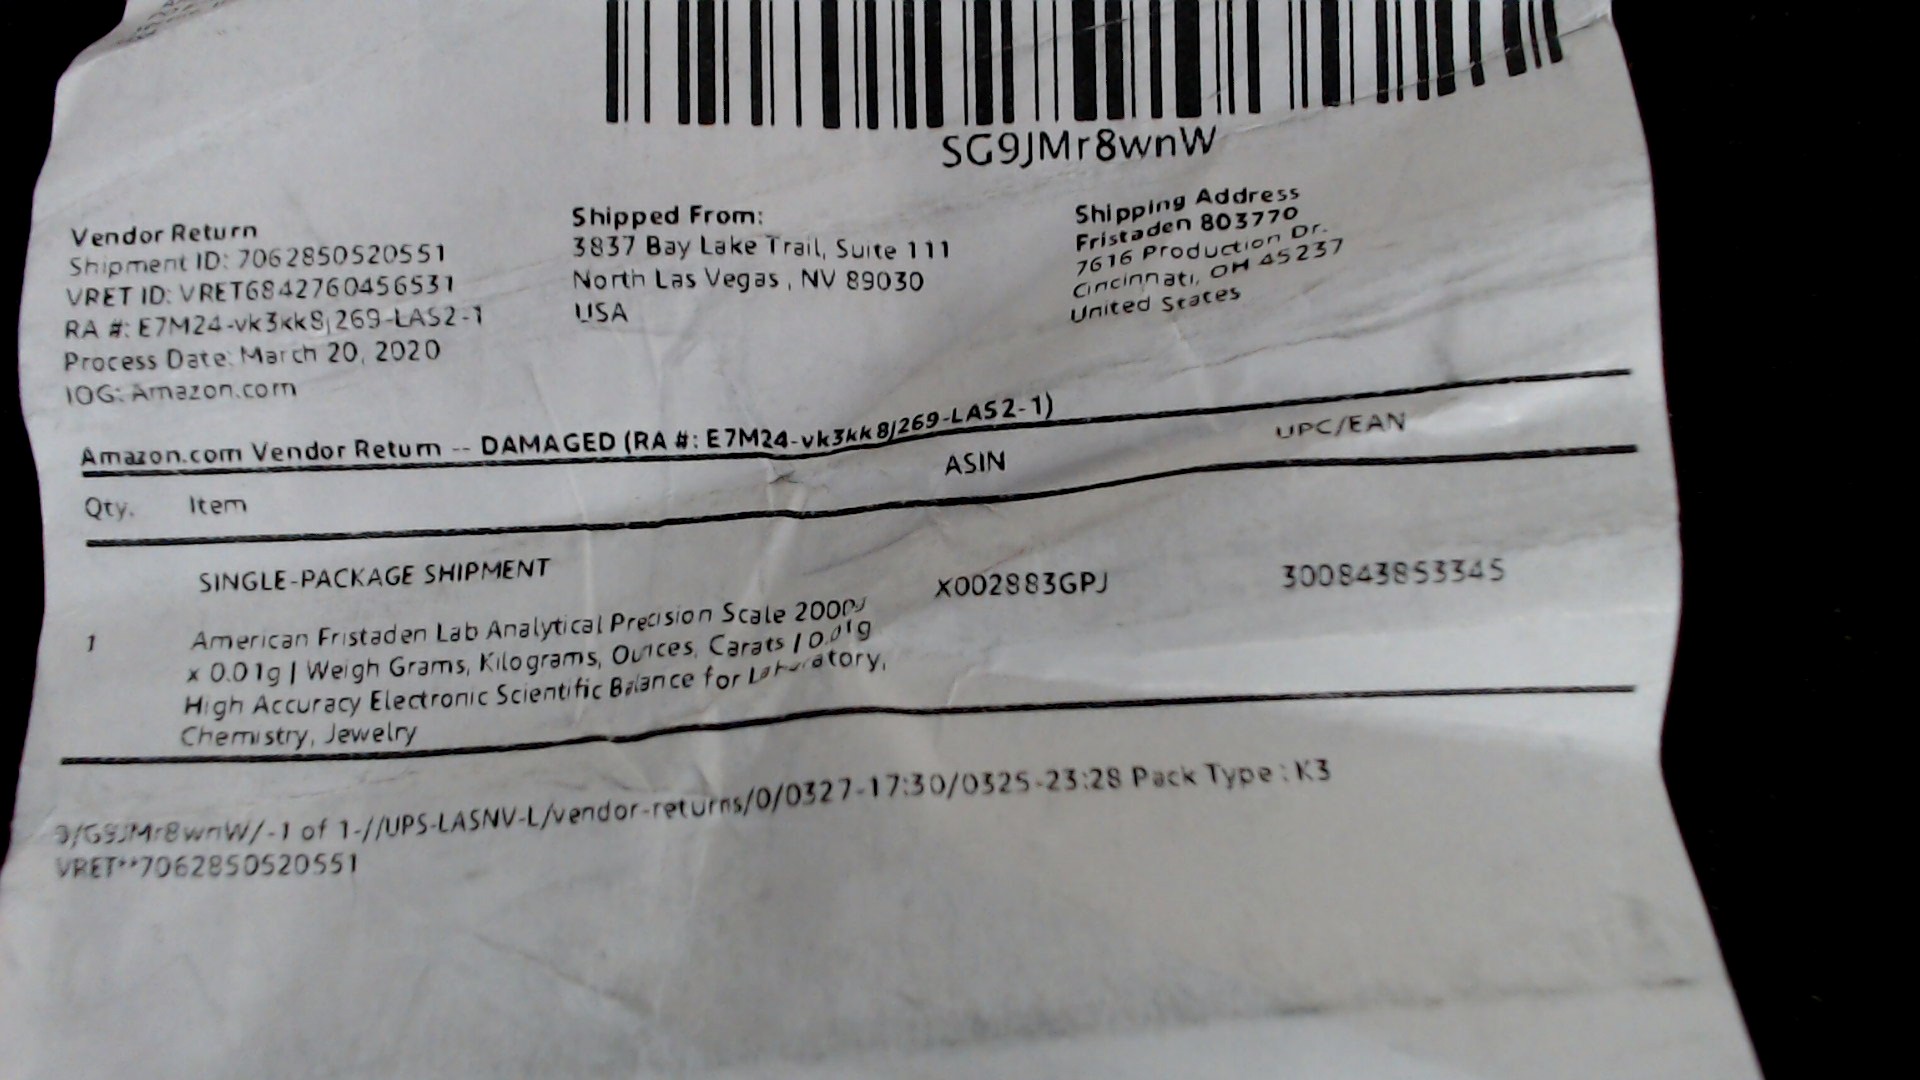 SG9JMr8wnW
Vendor Return
Shipment ID: 7062850520551
VRET ID: VRET6842760456531
RA #: E7M24-vk3kk8j269-LAS2-1
Process Date: March 20, 2020
IOG: Amazon.com
Shipped From:
3837 Bay Lake Trail, Suite 111
North Las Vegas , NV 89030
USA
Shipping Address
Fristaden 803770
7616 Production Dr.
Cincinnati, OH 45237
United States
Amazon.com Vendor Return -- DAMAGED (RA #: E7M24-vk3kk8j269-LAS2-1)
Qty. Item ASIN UPC/EAN
SINGLE-PACKAGE SHIPMENT X002883GPJ 300843853345
1 American Fristaden Lab Analytical Precision Scale
x 0.01g | Weigh Grams, Kilograms, Ounces, Carats | 0.01g
High Accuracy Electronic Scientific Balance for Laboratory,
Chemistry, Jewelry
of 1-//UPS-LASNV-L/vendor-returns/0/0327-17:30/0325-23:28 Pack Type : K3
VRET**7062850520551